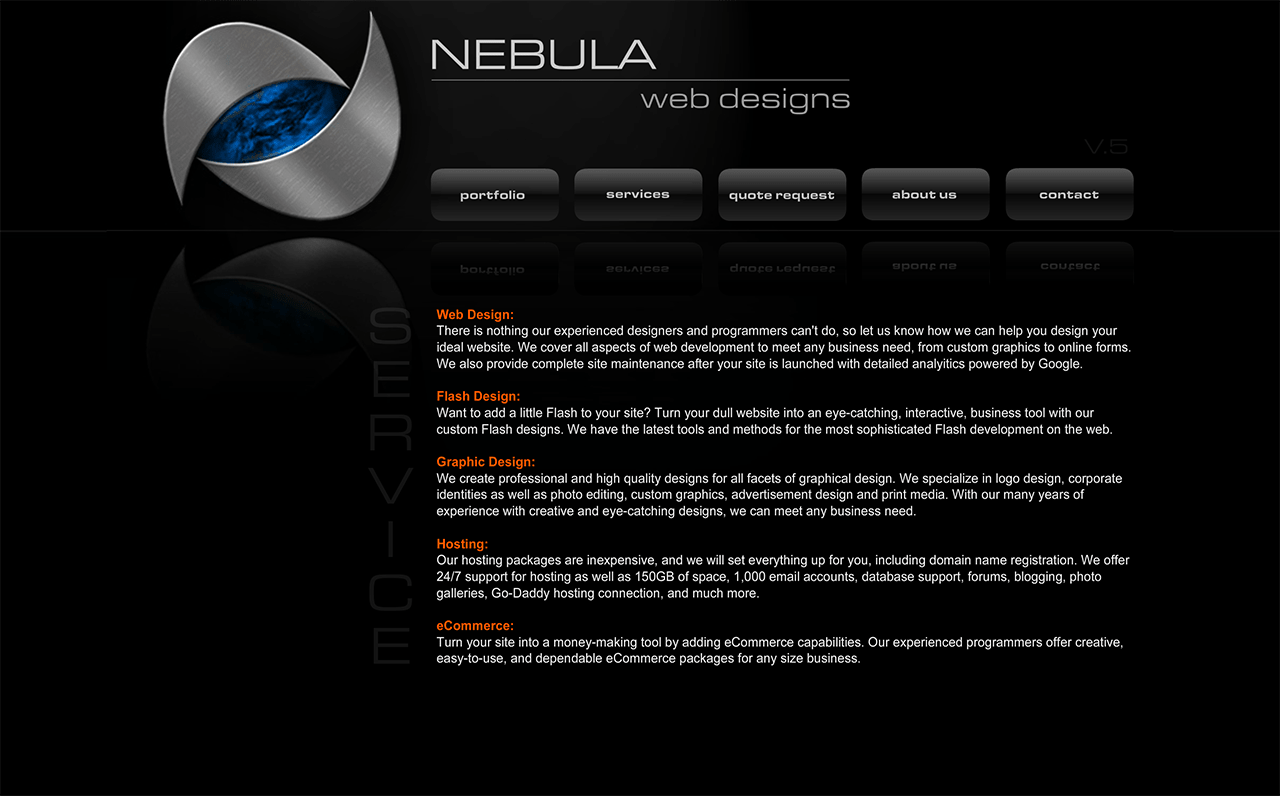 NEBULA
web designs
V.5
portfolio
services
quote request
about us
contact
SERVICE
Web Design:
There is nothing our experienced designers and programmers can't do, so let us know how we can help you design your
ideal website. We cover all aspects of web development to meet any business need, from custom graphics to online forms.
We also provide complete site maintenance after your site is launched with detailed analyitics powered by Google.
Flash Design:
Want to add a little Flash to your site? Turn your dull website into an eye-catching, interactive, business tool with our
custom Flash designs. We have the latest tools and methods for the most sophisticated Flash development on the web.
Graphic Design:
We create professional and high quality designs for all facets of graphical design. We specialize in logo design, corporate
identities as well as photo editing, custom graphics, advertisement design and print media. With our many years of
experience with creative and eye-catching designs, we can meet any business need.
Hosting:
Our hosting packages are inexpensive, and we will set everything up for you, including domain name registration. We offer
24/7 support for hosting as well as 150GB of space, 1,000 email accounts, database support, forums, blogging, photo
galleries, Go-Daddy hosting connection, and much more.
eCommerce:
Turn your site into a money-making tool by adding eCommerce capabilities. Our experienced programmers offer creative,
easy-to-use, and dependable eCommerce packages for any size business.